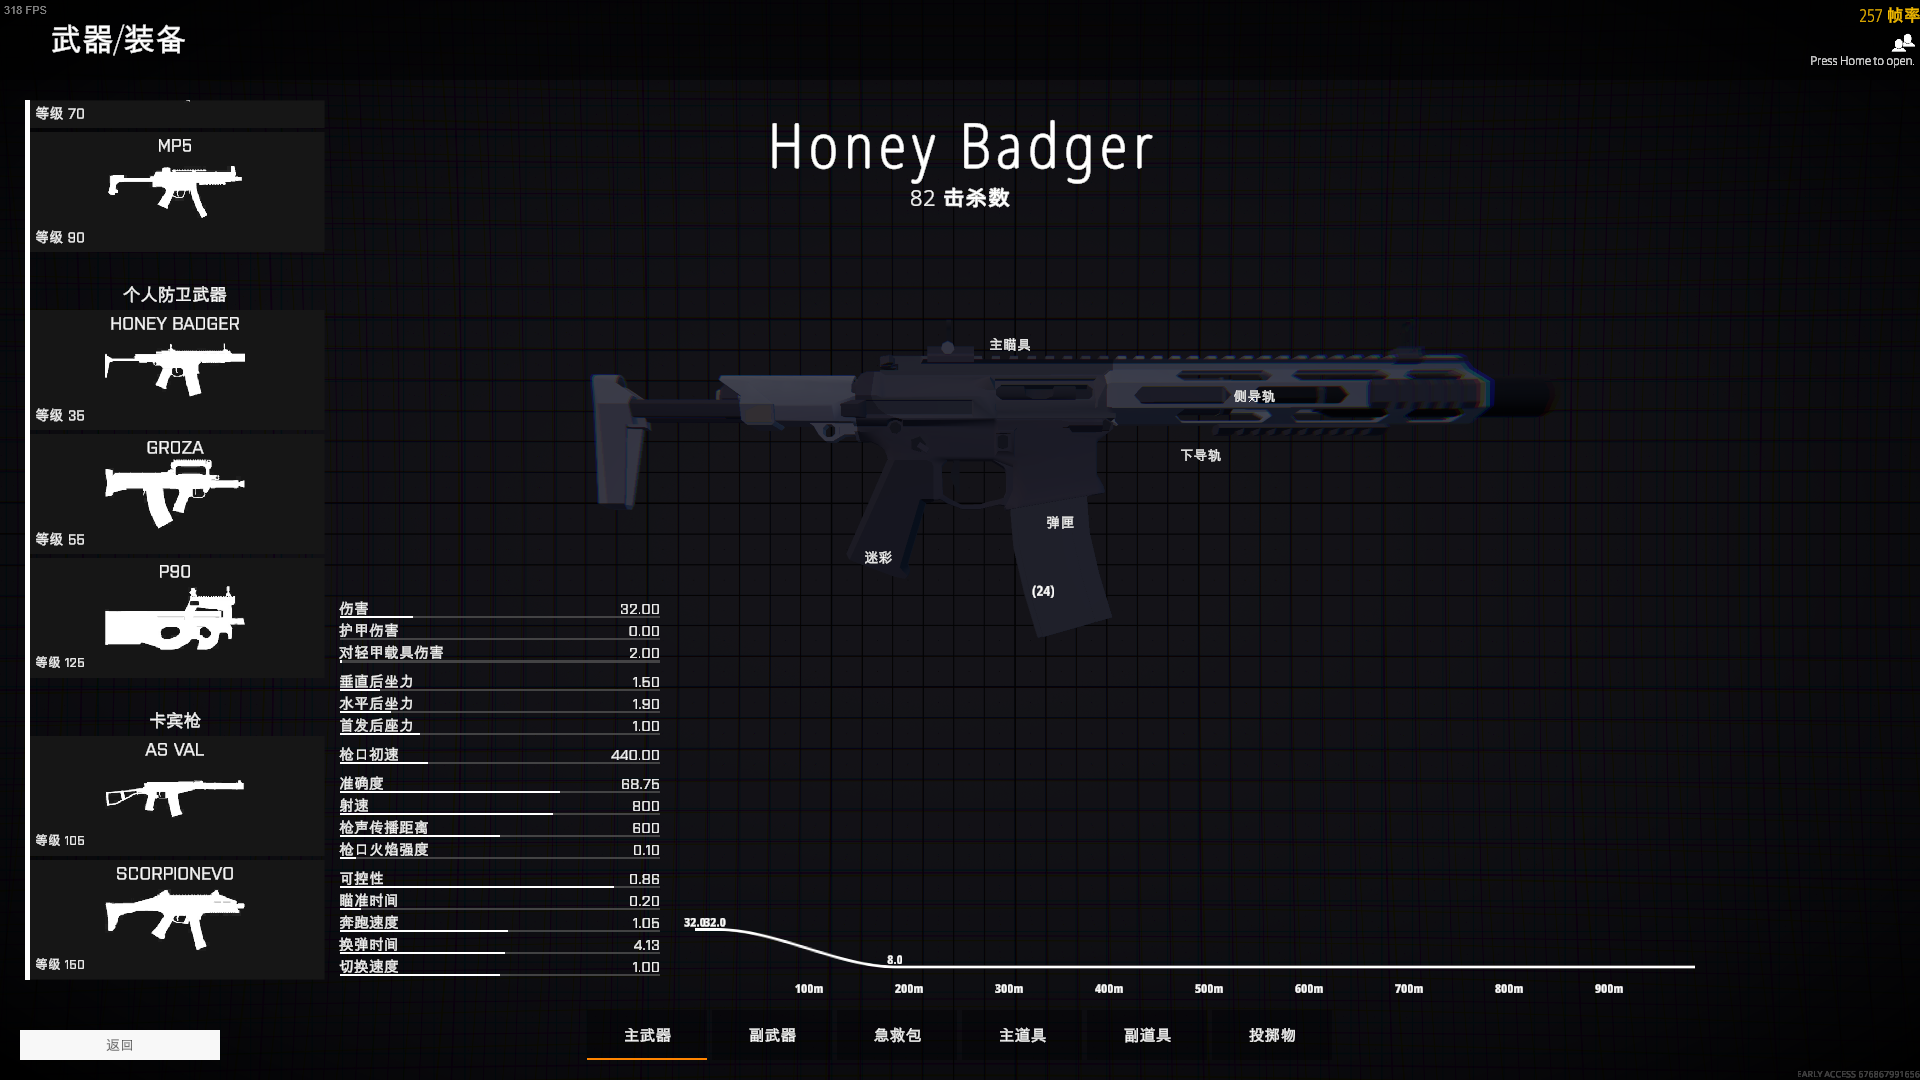 318 FPS
257 帧率
武器/装备
Press Home to open.
等级 70
MP5
等级 90
个人防卫武器
HONEY BADGER
等级 35
GROZA
等级 55
P90
等级 125
卡宾枪
AS VAL
等级 105
SCORPIONEVO
等级 150
返回
Honey Badger
82 击杀数
主瞄具
侧导轨
下导轨
弹匣
迷彩
(24)
伤害 32.00
护甲伤害 0.00
对轻甲载具伤害 2.00
垂直后坐力 1.50
水平后坐力 1.90
首发后座力 1.00
枪口初速 440.00
准确度 68.75
射速 800
枪声传播距离 600
枪口火焰强度 0.10
可控性 0.86
瞄准时间 0.20
奔跑速度 1.05
换弹时间 4.13
切换速度 1.00
32.0 32.0
8.0
100m 200m 300m 400m 500m 600m 700m 800m 900m
主武器 副武器 急救包 主道具 副道具 投掷物
EARLY ACCESS 676867991656